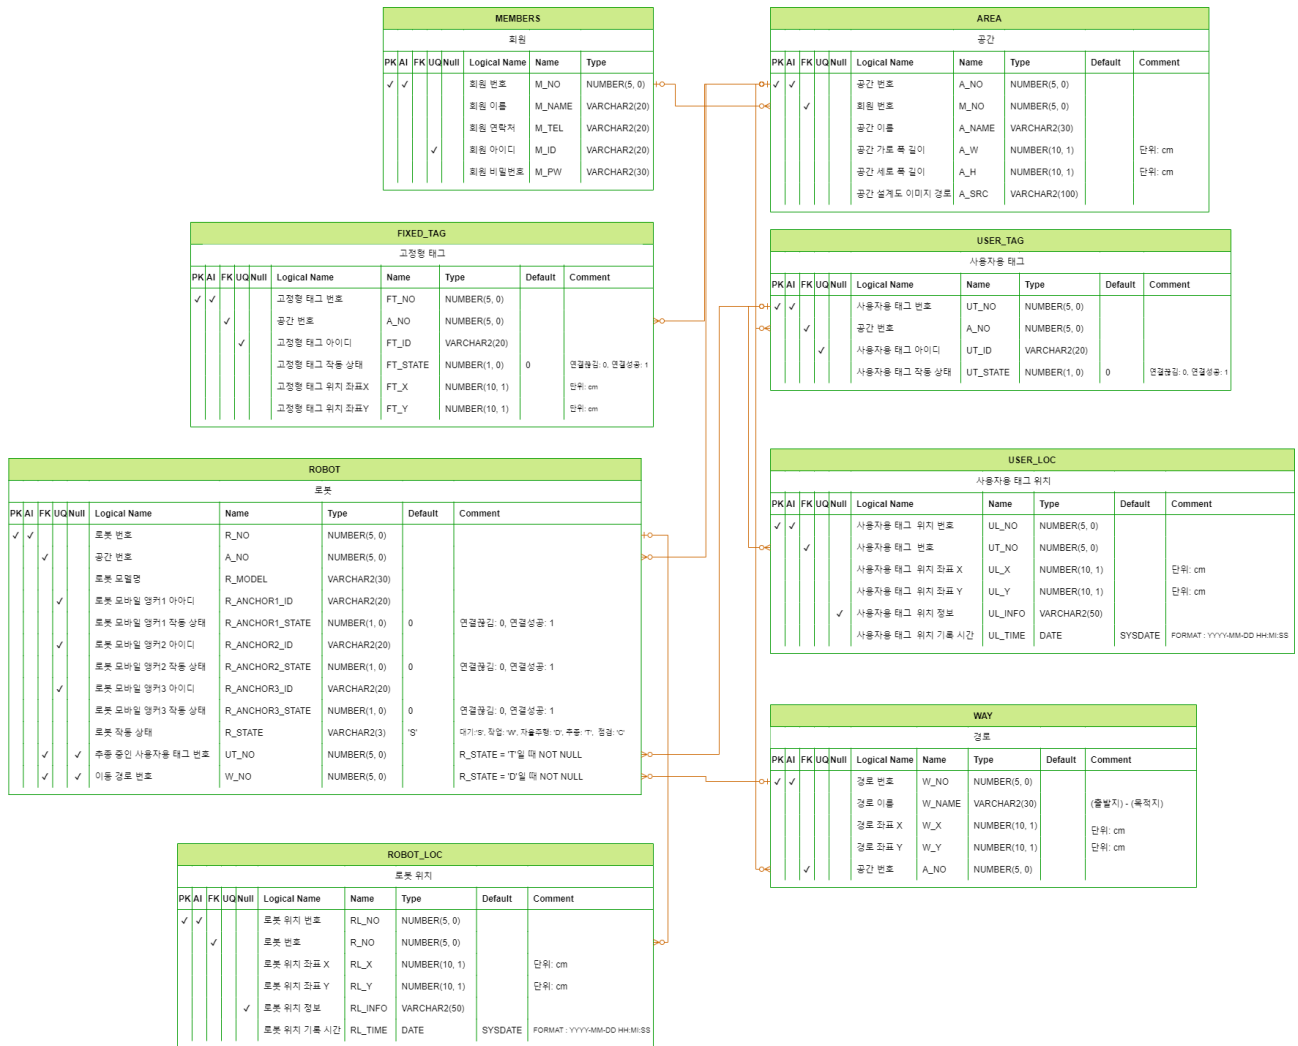 MEMBERS
회원
PK AI FK UQ Null Logical Name Name Type
✓ ✓ 회원 번호 M_NO NUMBER(5, 0)
회원 이름 M_NAME VARCHAR2(20)
회원 연락처 M_TEL VARCHAR2(20)
✓ 회원 아이디 M_ID VARCHAR2(20)
회원 비밀번호 M_PW VARCHAR2(30)
AREA
공간
PK AI FK UQ Null Logical Name Name Type Default Comment
✓ ✓ 공간 번호 A_NO NUMBER(5, 0)
✓ 회원 번호 M_NO NUMBER(5, 0)
공간 이름 A_NAME VARCHAR2(30)
공간 가로 폭 길이 A_W NUMBER(10, 1) 단위: cm
공간 세로 폭 길이 A_H NUMBER(10, 1) 단위: cm
공간 설계도 이미지 경로 A_SRC VARCHAR2(100)
FIXED_TAG
고정형 태그
PK AI FK UQ Null Logical Name Name Type Default Comment
✓ ✓ 고정형 태그 번호 FT_NO NUMBER(5, 0)
✓ 공간 번호 A_NO NUMBER(5, 0)
✓ 고정형 태그 아이디 FT_ID VARCHAR2(20)
고정형 태그 작동 상태 FT_STATE NUMBER(1, 0) 0 연결끊김: 0, 연결성공: 1
고정형 태그 위치 좌표X FT_X NUMBER(10, 1) 단위: cm
고정형 태그 위치 좌표Y FT_Y NUMBER(10, 1) 단위: cm
USER_TAG
사용자용 태그
PK AI FK UQ Null Logical Name Name Type Default Comment
✓ ✓ 사용자용 태그 번호 UT_NO NUMBER(5, 0)
✓ 공간 번호 A_NO NUMBER(5, 0)
✓ 사용자용 태그 아이디 UT_ID VARCHAR2(20)
사용자용 태그 작동 상태 UT_STATE NUMBER(1, 0) 0 연결끊김: 0, 연결성공: 1
ROBOT
로봇
PK AI FK UQ Null Logical Name Name Type Default Comment
✓ ✓ 로봇 번호 R_NO NUMBER(5, 0)
✓ 공간 번호 A_NO NUMBER(5, 0)
로봇 모델명 R_MODEL VARCHAR2(30)
✓ 로봇 모바일 앵커1 아아디 R_ANCHOR1_ID VARCHAR2(20)
로봇 모바일 앵커1 작동 상태 R_ANCHOR1_STATE NUMBER(1, 0) 0 연결끊김: 0, 연결성공: 1
✓ 로봇 모바일 앵커2 아이디 R_ANCHOR2_ID VARCHAR2(20)
로봇 모바일 앵커2 작동 상태 R_ANCHOR2_STATE NUMBER(1, 0) 0 연결끊김: 0, 연결성공: 1
✓ 로봇 모바일 앵커3 아이디 R_ANCHOR3_ID VARCHAR2(20)
로봇 모바일 앵커3 작동 상태 R_ANCHOR3_STATE NUMBER(1, 0) 0 연결끊김: 0, 연결성공: 1
로봇 작동 상태 R_STATE VARCHAR2(3) 'S' 대기:'S', 작업: 'W', 자율주행: 'D', 추종: 'T', 점검: 'C'
✓ ✓ 추종 중인 사용자용 태그 번호 UT_NO NUMBER(5, 0) R_STATE = 'T'일 때 NOT NULL
✓ ✓ 이동 경로 번호 W_NO NUMBER(5, 0) R_STATE = 'D'일 때 NOT NULL
USER_LOC
사용자용 태그 위치
PK AI FK UQ Null Logical Name Name Type Default Comment
✓ ✓ 사용자용 태그 위치 번호 UL_NO NUMBER(5, 0)
✓ 사용자용 태그 번호 UT_NO NUMBER(5, 0)
사용자용 태그 위치 좌표 X UL_X NUMBER(10, 1) 단위: cm
사용자용 태그 위치 좌표 Y UL_Y NUMBER(10, 1) 단위: cm
✓ 사용자용 태그 위치 정보 UL_INFO VARCHAR2(50)
사용자용 태그 위치 기록 시간 UL_TIME DATE SYSDATE FORMAT : YYYY-MM-DD HH:MI:SS
WAY
경로
PK AI FK UQ Null Logical Name Name Type Default Comment
✓ ✓ 경로 번호 W_NO NUMBER(5, 0)
경로 이름 W_NAME VARCHAR2(30) (출발지) - (목적지)
경로 좌표 X W_X NUMBER(10, 1) 단위: cm
경로 좌표 Y W_Y NUMBER(10, 1) 단위: cm
✓ 공간 번호 A_NO NUMBER(5, 0)
ROBOT_LOC
로봇 위치
PK AI FK UQ Null Logical Name Name Type Default Comment
✓ ✓ 로봇 위치 번호 RL_NO NUMBER(5, 0)
✓ 로봇 번호 R_NO NUMBER(5, 0)
로봇 위치 좌표 X RL_X NUMBER(10, 1) 단위: cm
로봇 위치 좌표 Y RL_Y NUMBER(10, 1) 단위: cm
✓ 로봇 위치 정보 RL_INFO VARCHAR2(50)
로봇 위치 기록 시간 RL_TIME DATE SYSDATE FORMAT : YYYY-MM-DD HH:MI:SS